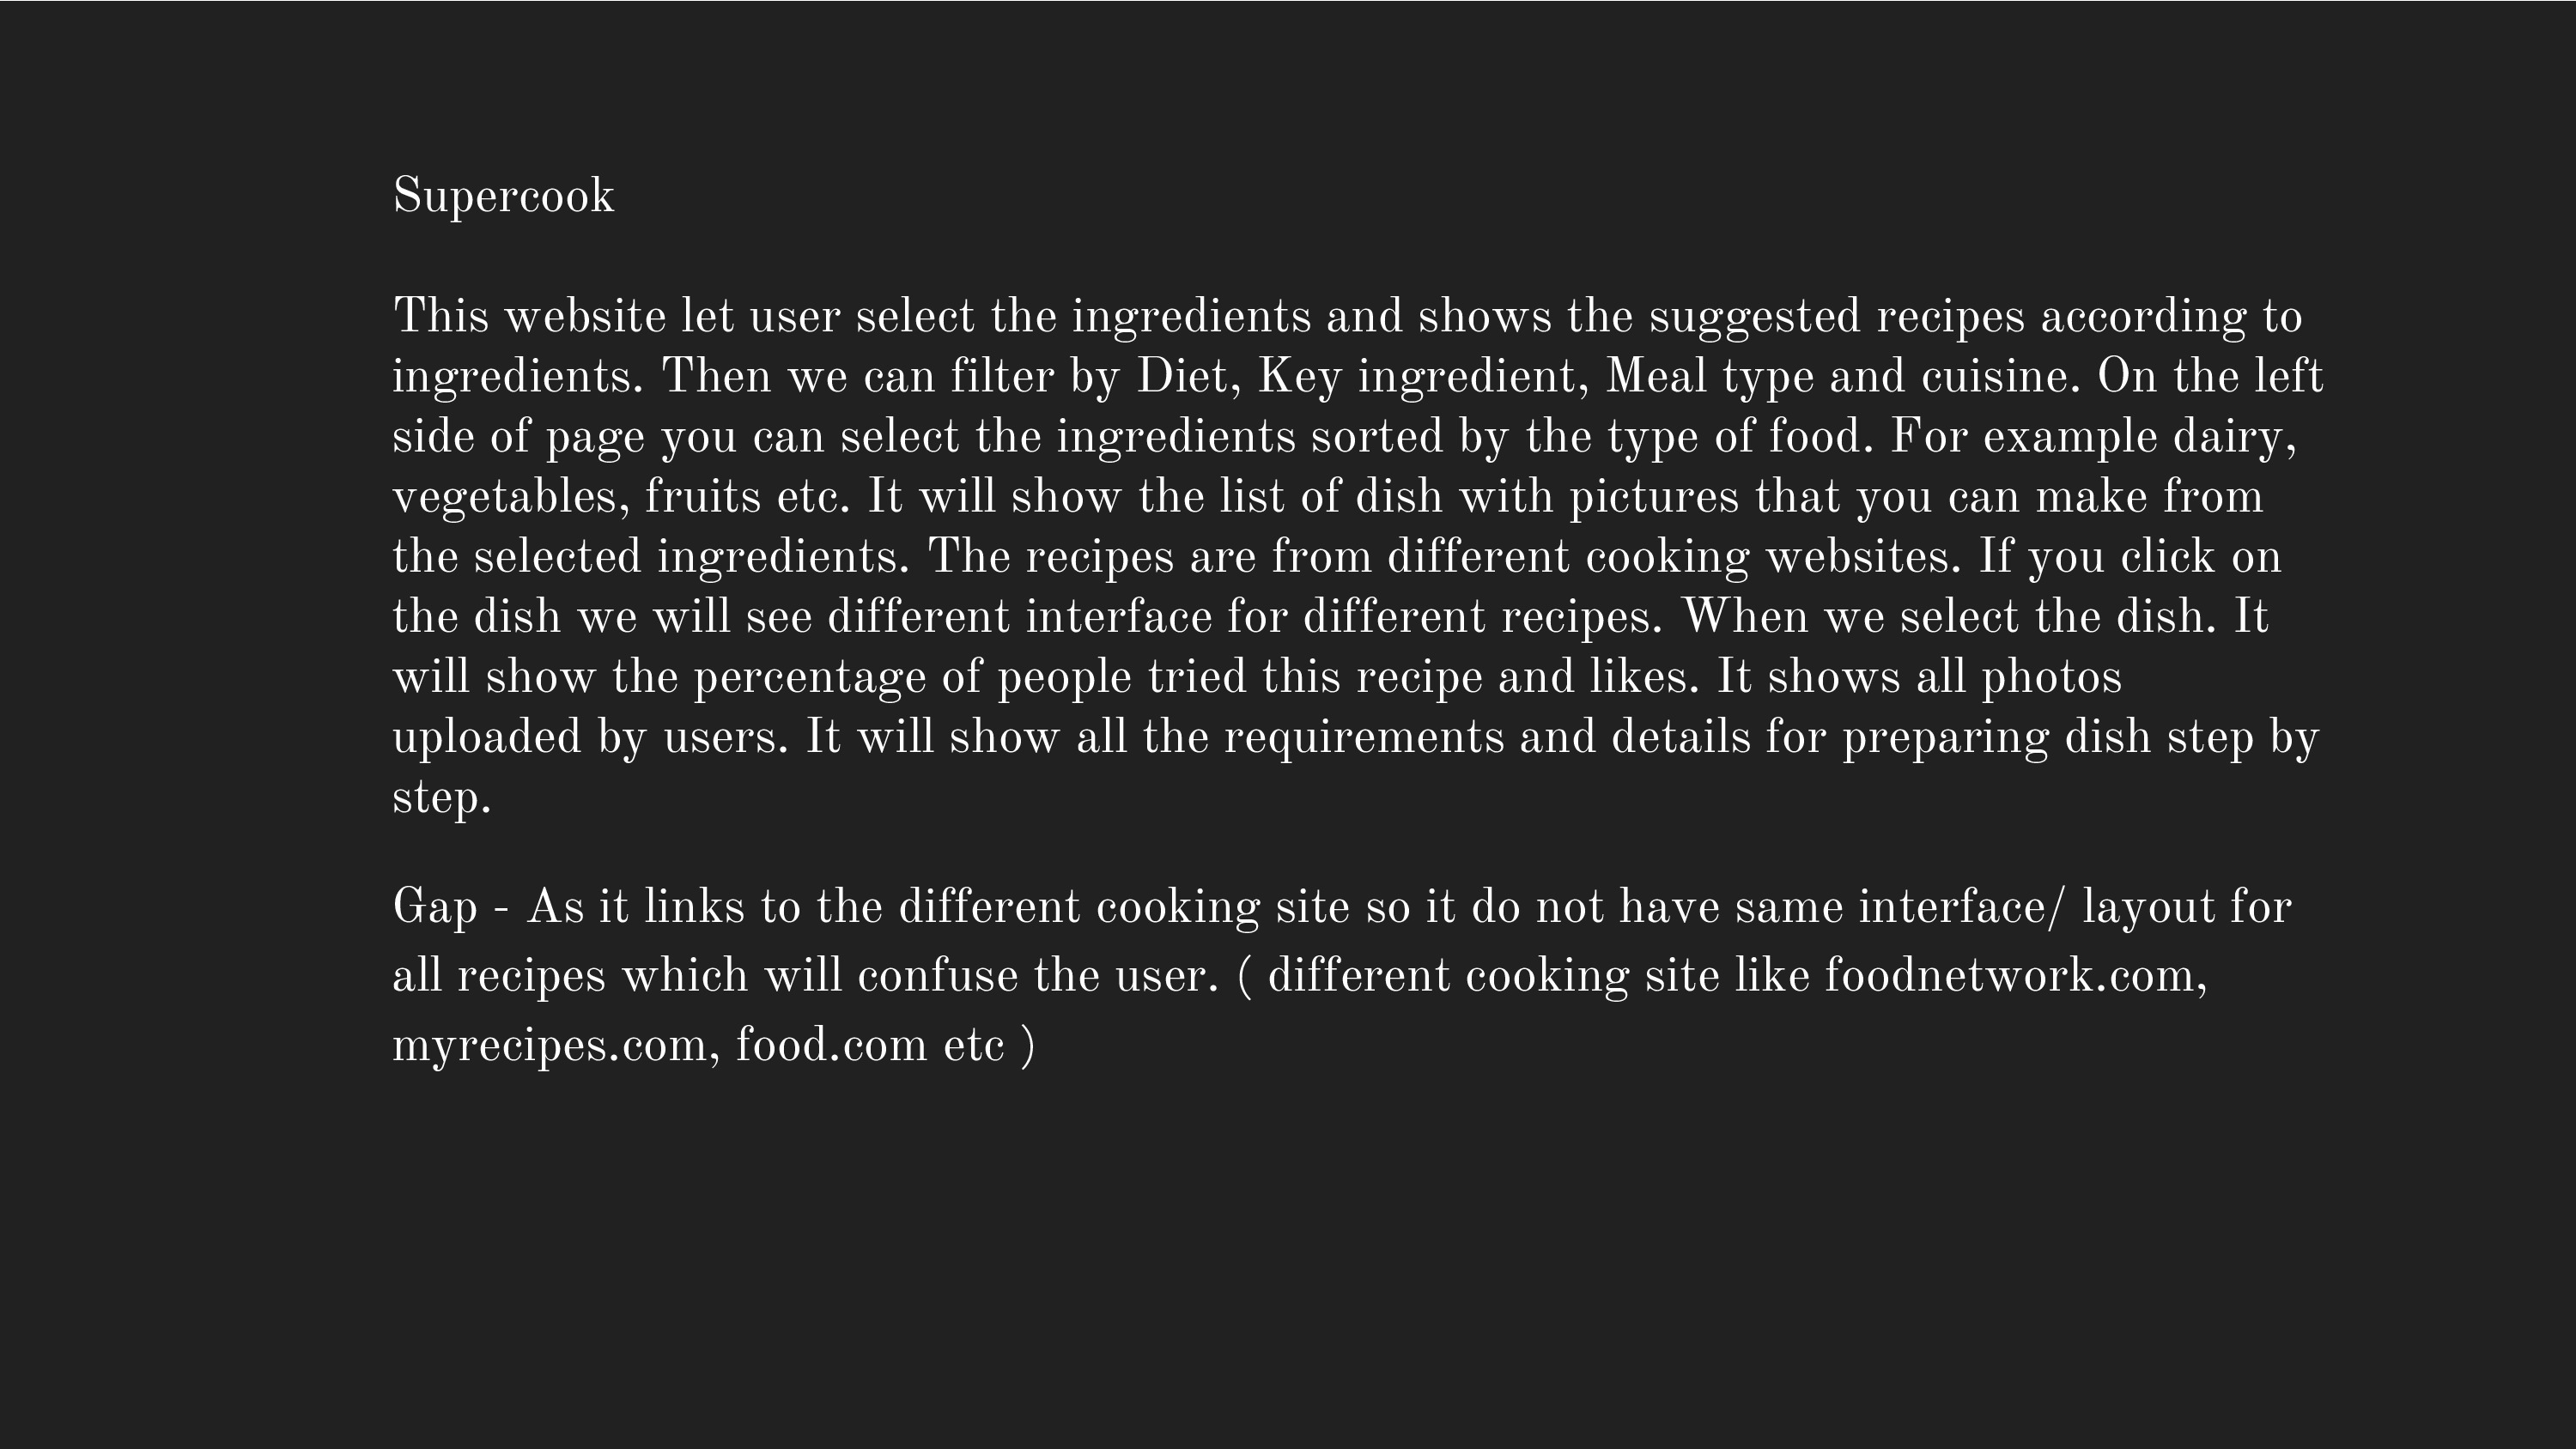 Supercook
This website let user select the ingredients and shows the suggested recipes according to
ingredients. Then we can filter by Diet, Key ingredient, Meal type and cuisine. On the left
side of page you can select the ingredients sorted by the type of food. For example dairy,
vegetables, fruits etc. It will show the list of dish with pictures that you can make from
the selected ingredients. The recipes are from different cooking websites. If you click on
the dish we will see different interface for different recipes. When we select the dish. It
will show the percentage of people tried this recipe and likes. It shows all photos
uploaded by users. It will show all the requirements and details for preparing dish step by
step.
Gap - As it links to the different cooking site so it do not have same interface/ layout for
all recipes which will confuse the user. ( different cooking site like foodnetwork.com,
myrecipes.com, food.com etc )